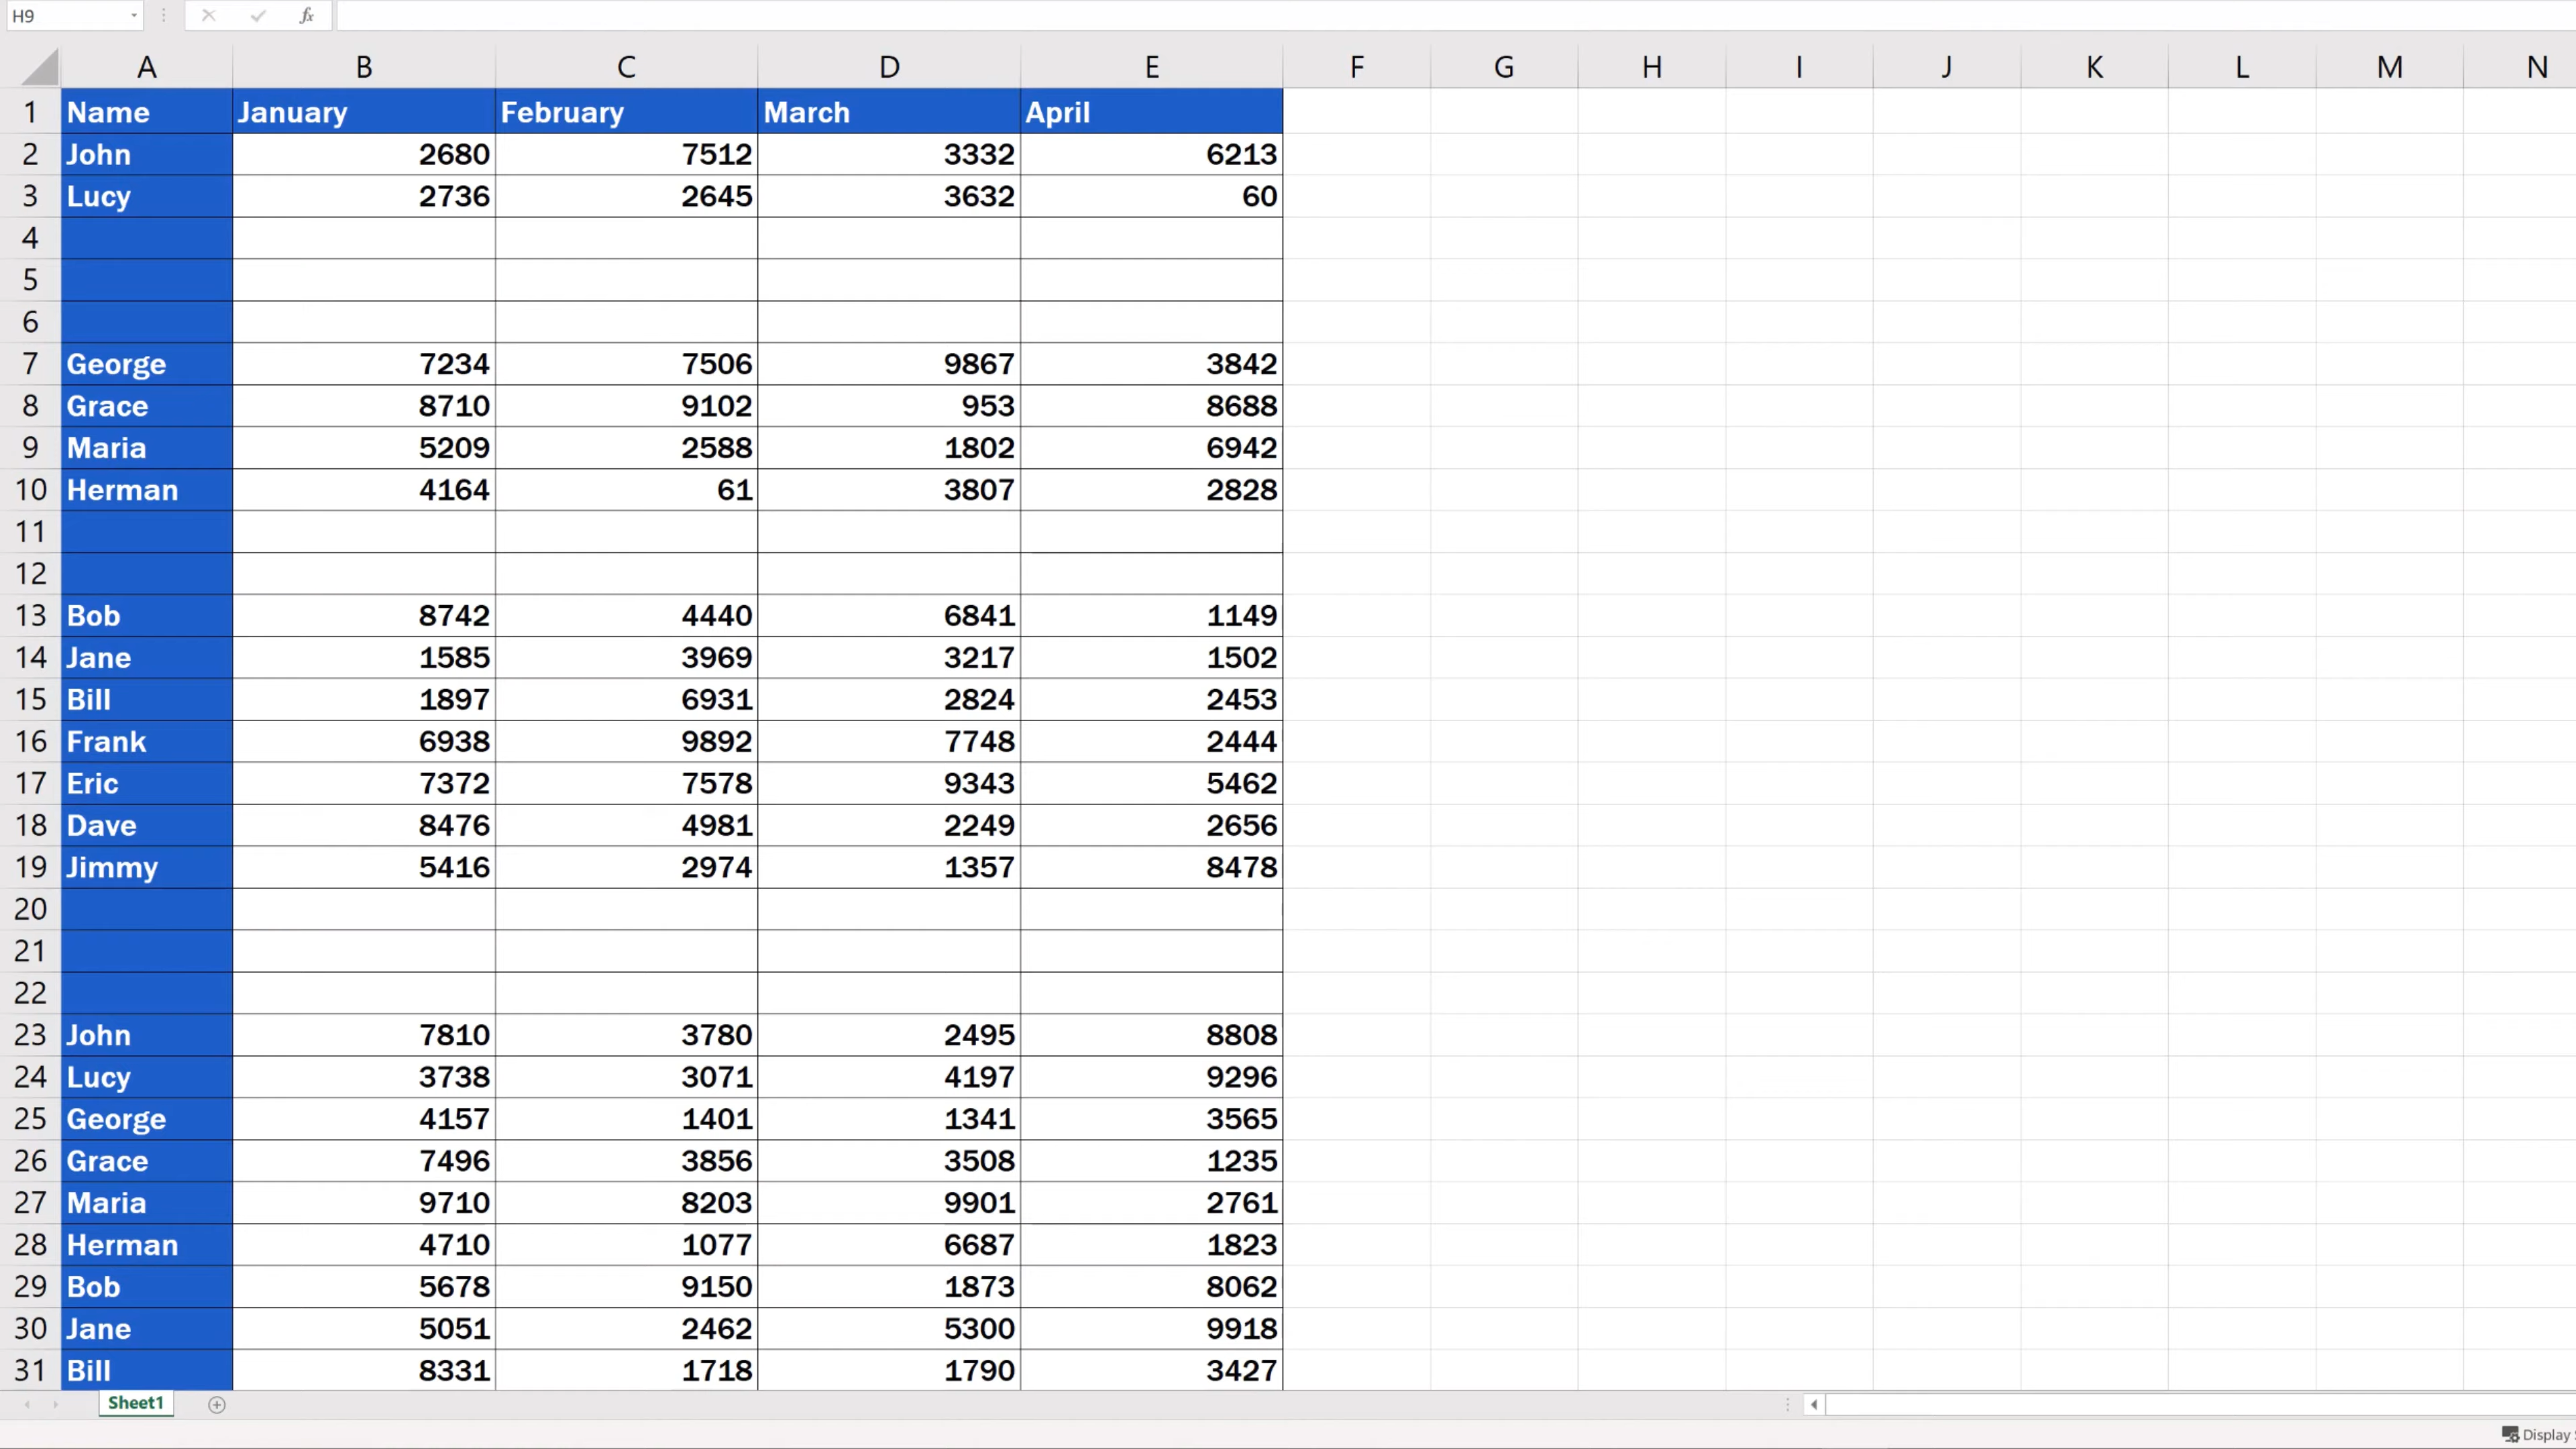 H9 fx
A B C D E F G H I J K L M N
1 Name January February March April
2 John 2680 7512 3332 6213
3 Lucy 2736 2645 3632 60
4
5
6
7 George 7234 7506 9867 3842
8 Grace 8710 9102 953 8688
9 Maria 5209 2588 1802 6942
10 Herman 4164 61 3807 2828
11
12
13 Bob 8742 4440 6841 1149
14 Jane 1585 3969 3217 1502
15 Bill 1897 6931 2824 2453
16 Frank 6938 9892 7748 2444
17 Eric 7372 7578 9343 5462
18 Dave 8476 4981 2249 2656
19 Jimmy 5416 2974 1357 8478
20
21
22
23 John 7810 3780 2495 8808
24 Lucy 3738 3071 4197 9296
25 George 4157 1401 1341 3565
26 Grace 7496 3856 3508 1235
27 Maria 9710 8203 9901 2761
28 Herman 4710 1077 6687 1823
29 Bob 5678 9150 1873 8062
30 Jane 5051 2462 5300 9918
31 Bill 8331 1718 1790 3427
Sheet1
Display